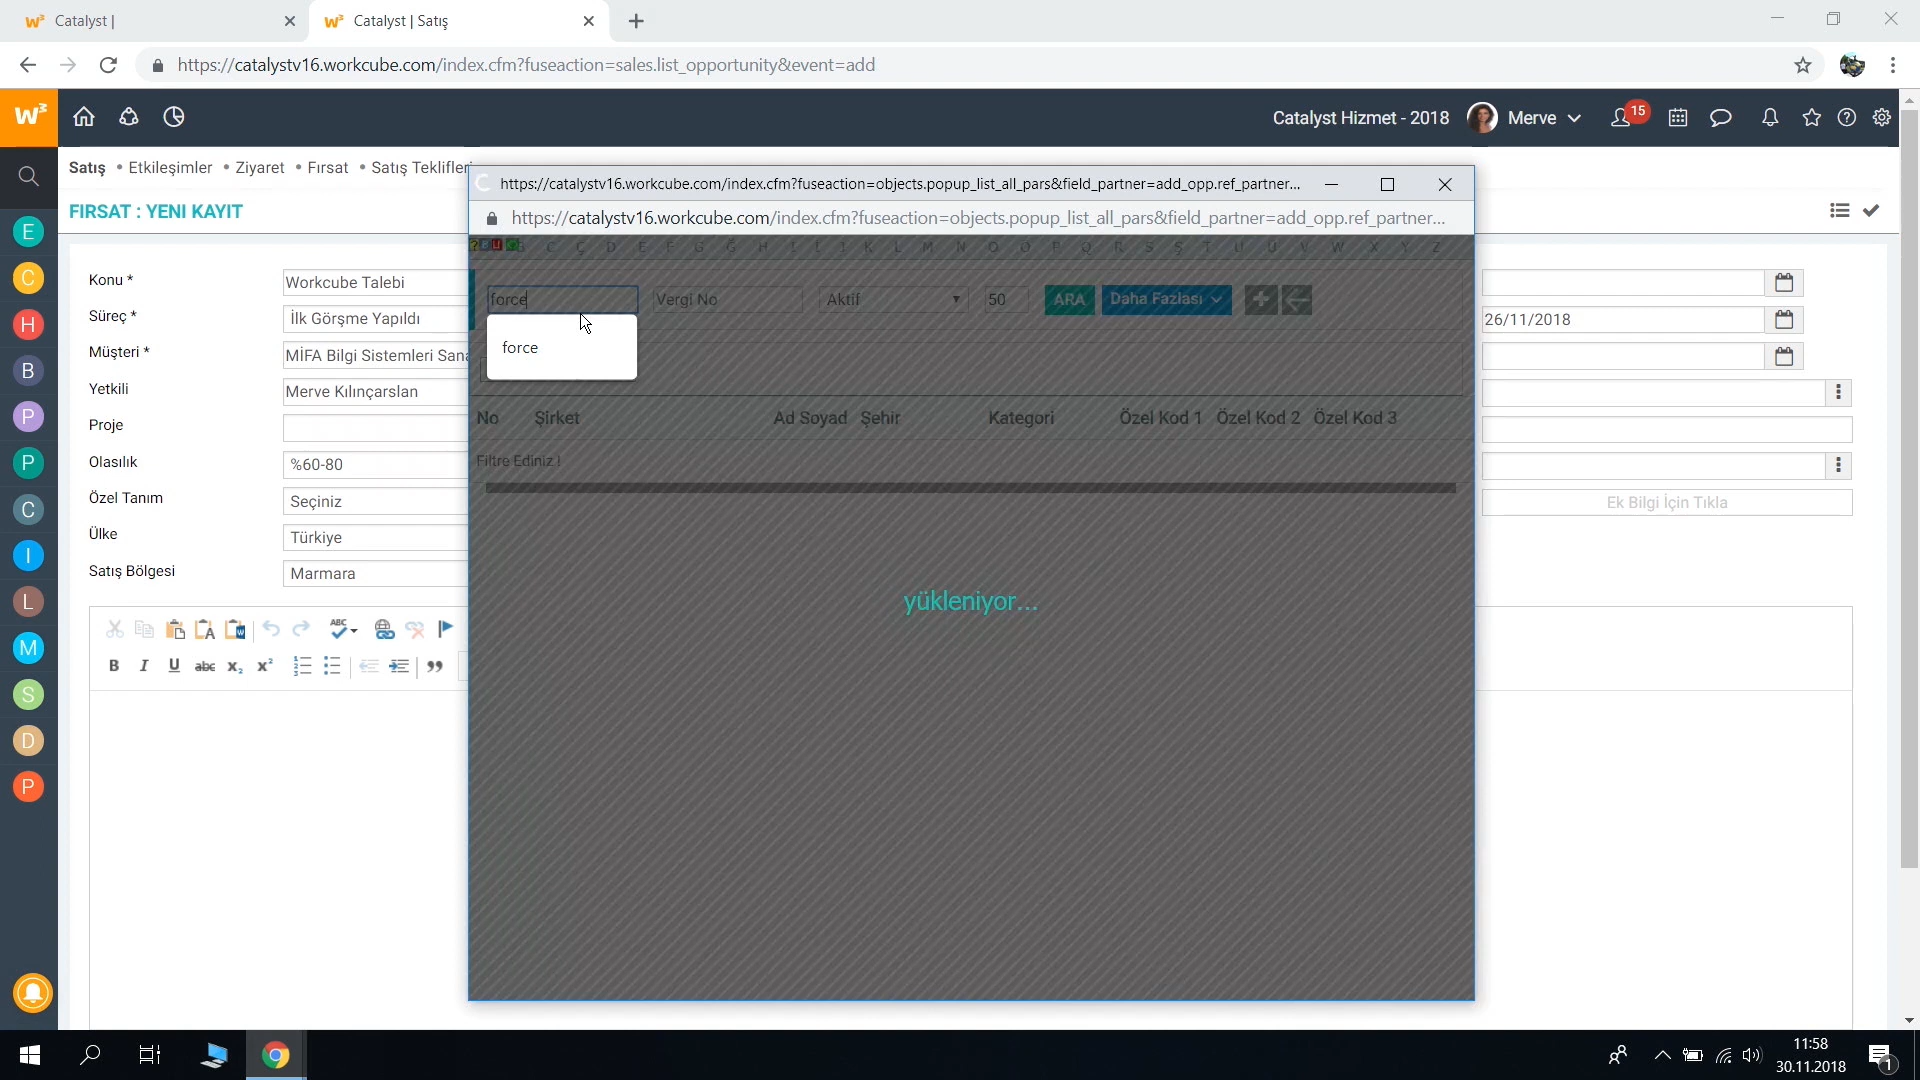 Catalyst |
Catalyst | Satış
https://catalystv16.workcube.com/index.cfm?fuseaction=sales.list_opportunity&event=add
w³
Catalyst Hizmet - 2018
Merve
15
Satış • Etkileşimler • Ziyaret • Fırsat • Satış Teklifleri
FIRSAT : YENI KAYIT
https://catalystv16.workcube.com/index.cfm?fuseaction=objects.popup_list_all_pars&field_partner=add_opp.ref_partner...
https://catalystv16.workcube.com/index.cfm?fuseaction=objects.popup_list_all_pars&field_partner=add_opp.ref_partner...
B C Ç D E F G Ğ H I İ J K L M N O Ö P Q R S Ş T U Ü V W X Y Z
force
Vergi No
Aktif
50
ARA
Daha Fazlası
force
No Şirket Ad Soyad Şehir Kategori Özel Kod 1 Özel Kod 2 Özel Kod 3
Filtre Ediniz !
yükleniyor...
Konu * Workcube Talebi
Süreç * İlk Görşme Yapıldı
Müşteri * MİFA Bilgi Sistemleri Sana
Yetkili Merve Kılınçarslan
Proje
Olasılık %60-80
Özel Tanım Seçiniz
Ülke Türkiye
Satış Bölgesi Marmara
26/11/2018
Ek Bilgi İçin Tıkla
E
C
H
B
P
P
C
I
L
M
S
D
P
ABC
B I U abc x₂ x²
11:58
30.11.2018
1